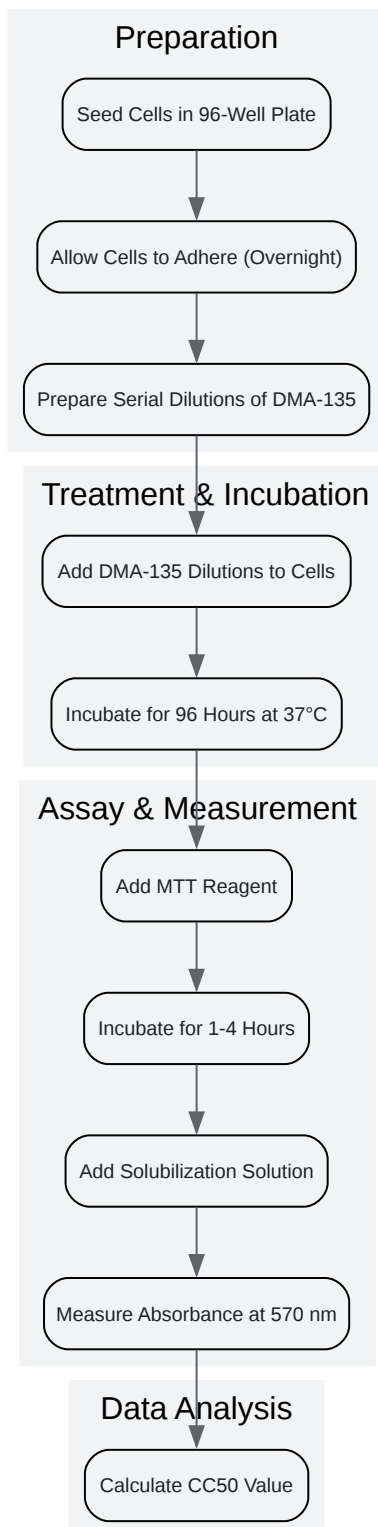 Preparation
Seed Cells in 96-Well Plate
Allow Cells to Adhere (Overnight)
Prepare Serial Dilutions of DMA-135
Treatment & Incubation
Add DMA-135 Dilutions to Cells
Incubate for 96 Hours at 37°C
Assay & Measurement
Add MTT Reagent
Incubate for 1-4 Hours
Add Solubilization Solution
Measure Absorbance at 570 nm
Data Analysis
Calculate CC50 Value